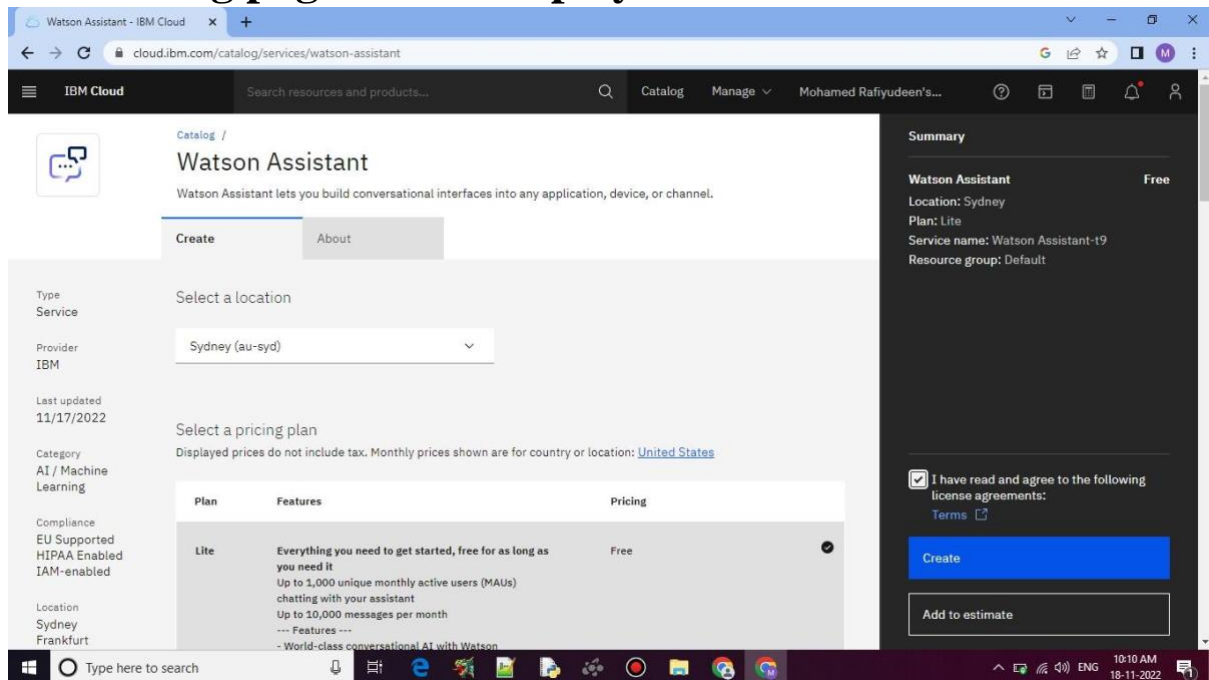 Watson Assistant - IBM Cloud
cloud.ibm.com/catalog/services/watson-assistant
G
M
IBM Cloud
Search resources and products...
Catalog
Manage
Mohamed Rafiyudeen's...
Catalog /
Watson Assistant
Watson Assistant lets you build conversational interfaces into any application, device, or channel.
Create
About
Type
Service
Provider
IBM
Last updated
11/17/2022
Category
AI / Machine
Learning
Compliance
EU Supported
HIPAA Enabled
IAM-enabled
Location
Sydney
Frankfurt
Select a location
Sydney (au-syd)
Select a pricing plan
Displayed prices do not include tax. Monthly prices shown are for country or location: United States
Plan
Features
Pricing
Lite
Everything you need to get started, free for as long as
you need it
Up to 1,000 unique monthly active users (MAUs)
chatting with your assistant
Up to 10,000 messages per month
--- Features ---
- World-class conversational AI with Watson
Free
Summary
Watson Assistant
Free
Location: Sydney
Plan: Lite
Service name: Watson Assistant-t9
Resource group: Default
I have read and agree to the following
license agreements:
Terms
Create
Add to estimate
Type here to search
ENG
10:10 AM
18-11-2022